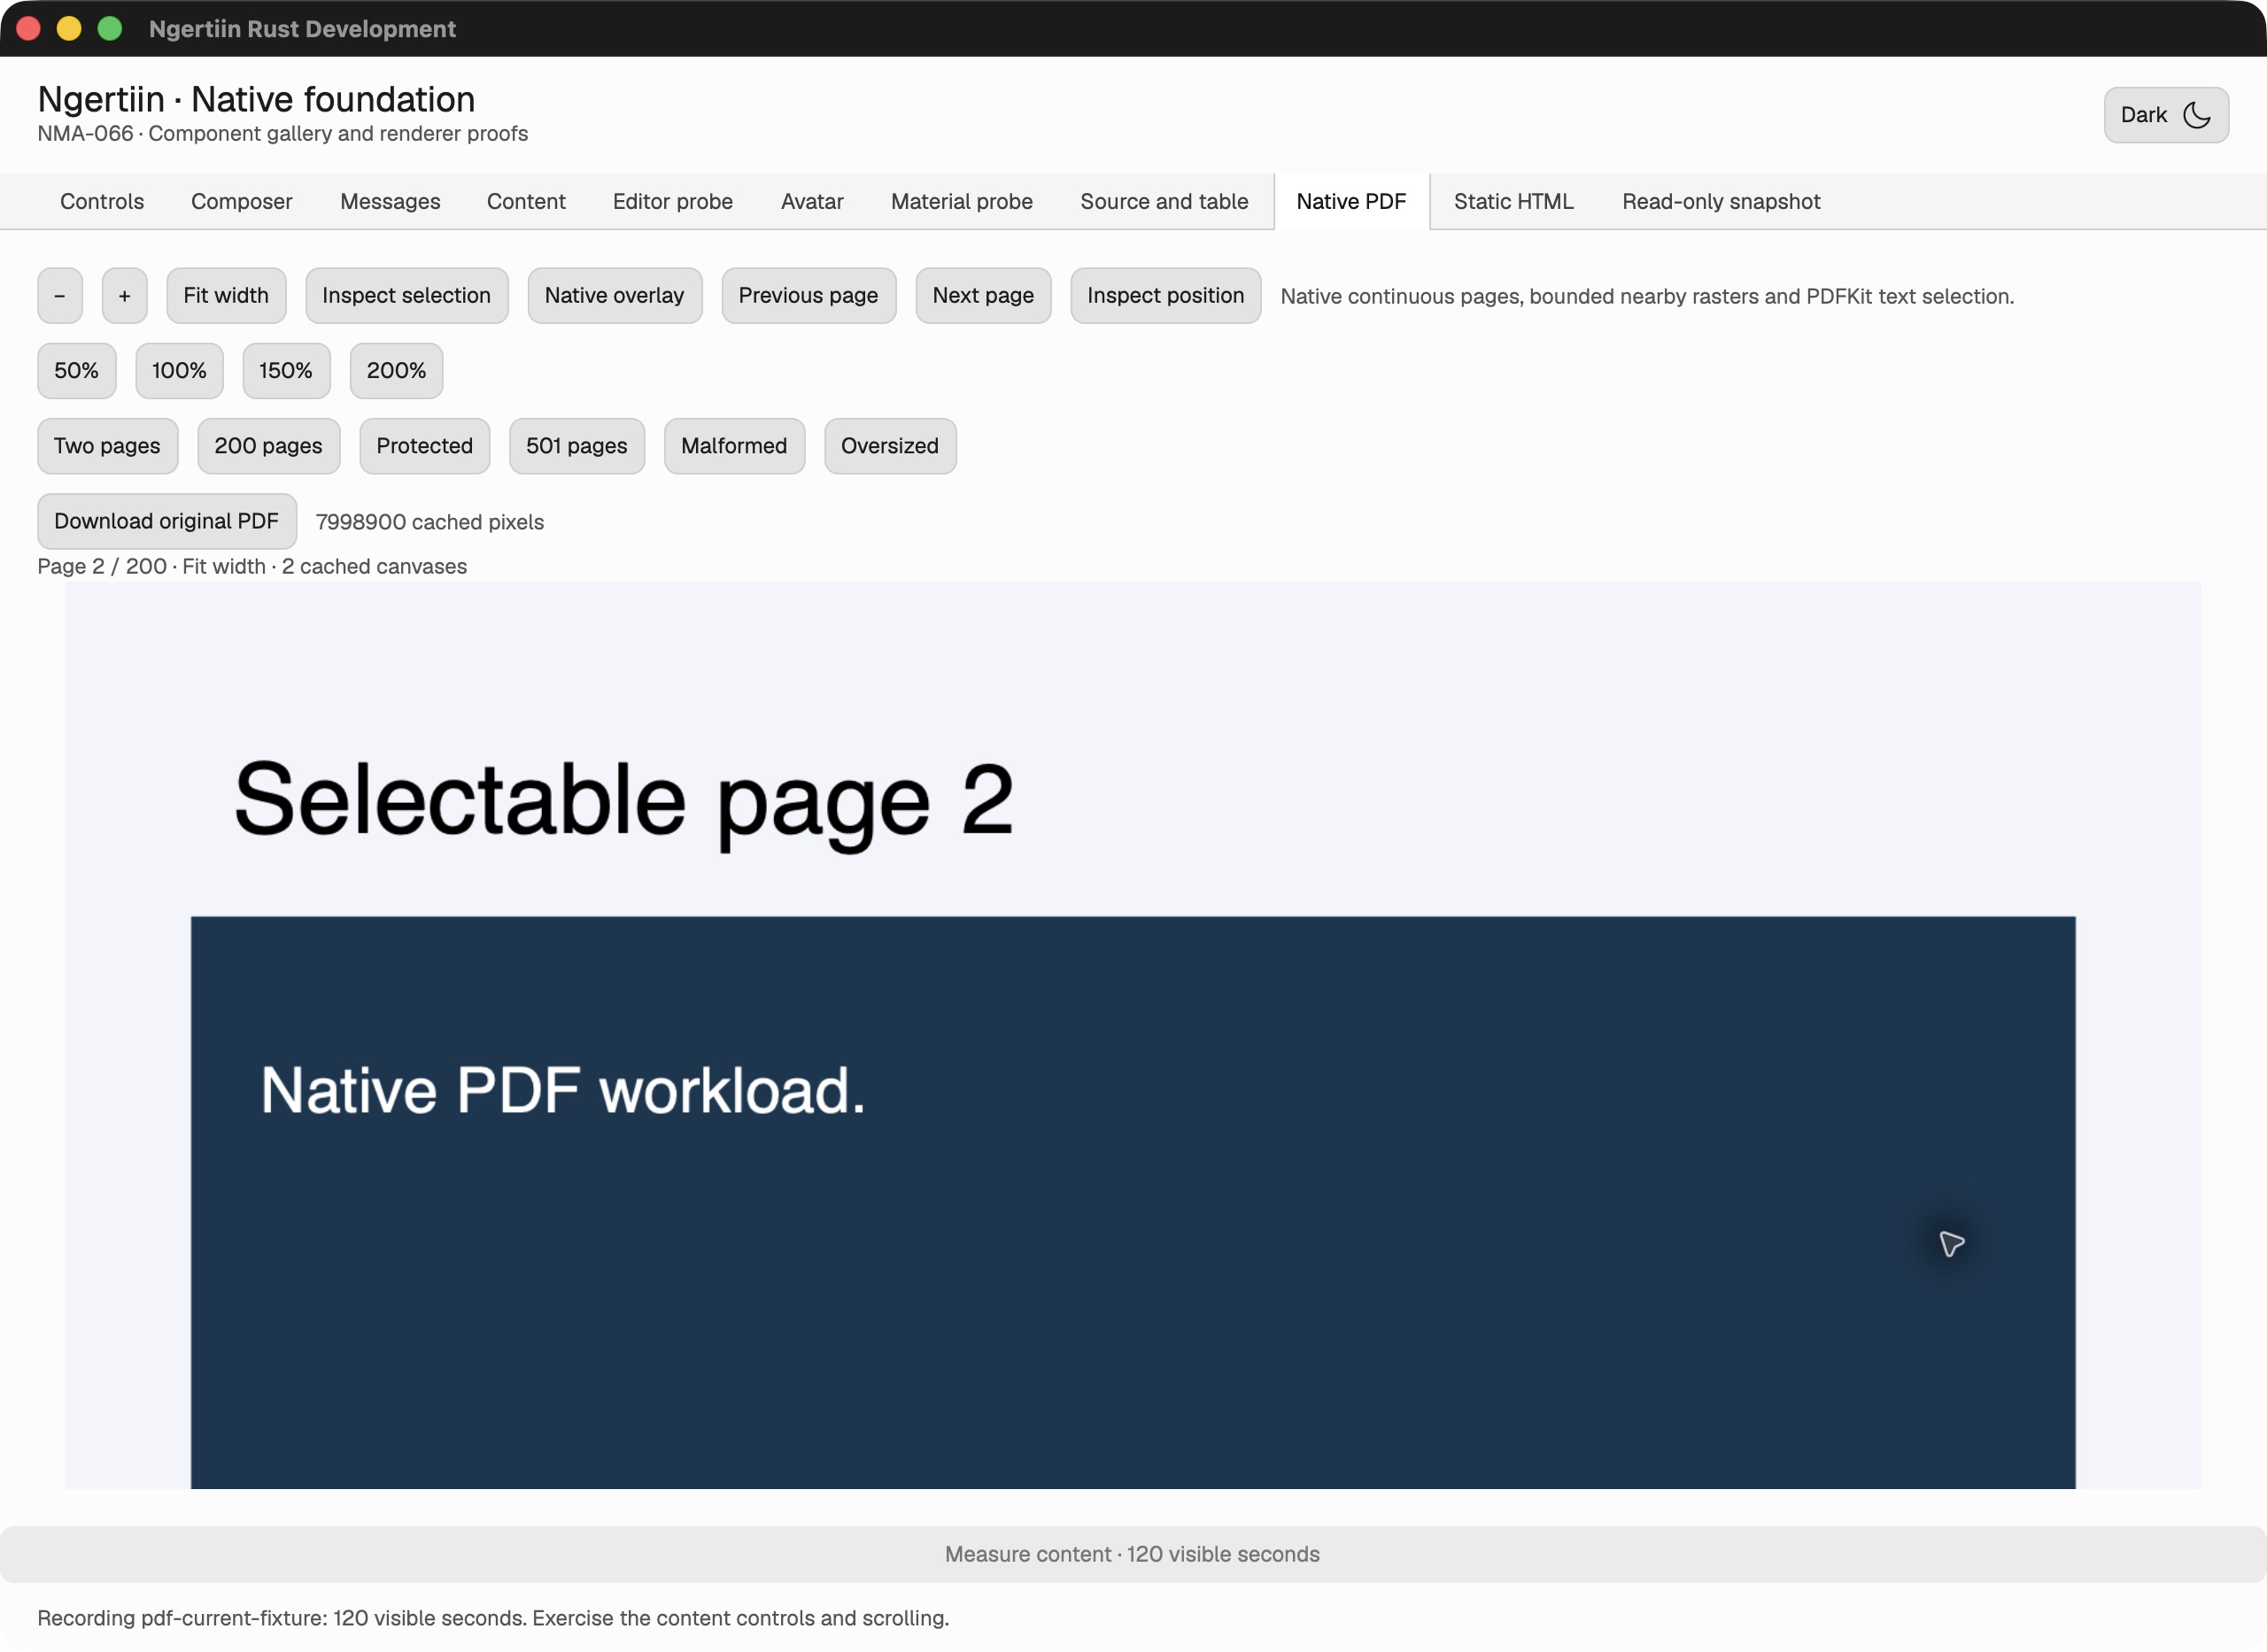 Ngertiin Rust Development
Ngertiin · Native foundation
NMA-066 · Component gallery and renderer proofs
Dark
Controls Composer Messages Content Editor probe Avatar Material probe Source and table Native PDF Static HTML Read-only snapshot
− + Fit width Inspect selection Native overlay Previous page Next page Inspect position Native continuous pages, bounded nearby rasters and PDFKit text selection.
50% 100% 150% 200%
Two pages 200 pages Protected 501 pages Malformed Oversized
Download original PDF 7998900 cached pixels
Page 2 / 200 · Fit width · 2 cached canvases
Selectable page 2
Native PDF workload.
Measure content · 120 visible seconds
Recording pdf-current-fixture: 120 visible seconds. Exercise the content controls and scrolling.